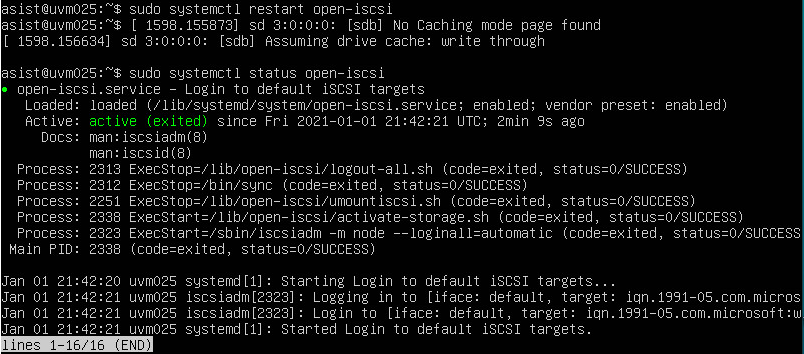 asist@uvm025:~$ sudo systemctl restart open-iscsi
asist@uvm025:~$ [ 1598.155873] sd 3:0:0:0: [sdb] No Caching mode page found
[ 1598.156634] sd 3:0:0:0: [sdb] Assuming drive cache: write through
asist@uvm025:~$ sudo systemctl status open-iscsi
● open-iscsi.service - Login to default iSCSI targets
Loaded: loaded (/lib/systemd/system/open-iscsi.service; enabled; vendor preset: enabled)
Active: active (exited) since Fri 2021-01-01 21:42:21 UTC; 2min 9s ago
Docs: man:iscsiadm(8)
man:iscsid(8)
Process: 2313 ExecStop=/lib/open-iscsi/logout-all.sh (code=exited, status=0/SUCCESS)
Process: 2312 ExecStop=/bin/sync (code=exited, status=0/SUCCESS)
Process: 2251 ExecStop=/lib/open-iscsi/umountiscsi.sh (code=exited, status=0/SUCCESS)
Process: 2338 ExecStart=/lib/open-iscsi/activate-storage.sh (code=exited, status=0/SUCCESS)
Process: 2323 ExecStart=/sbin/iscsiadm -m node --loginall=automatic (code=exited, status=0/SUCCESS
Main PID: 2338 (code=exited, status=0/SUCCESS)
Jan 01 21:42:20 uvm025 systemd[1]: Starting Login to default iSCSI targets...
Jan 01 21:42:21 uvm025 iscsiadm[2323]: Logging in to [iface: default, target: iqn.1991-05.com.micros
Jan 01 21:42:21 uvm025 iscsiadm[2323]: Login to [iface: default, target: iqn.1991-05.com.microsoft:w
Jan 01 21:42:21 uvm025 systemd[1]: Started Login to default iSCSI targets.
lines 1-16/16 (END)